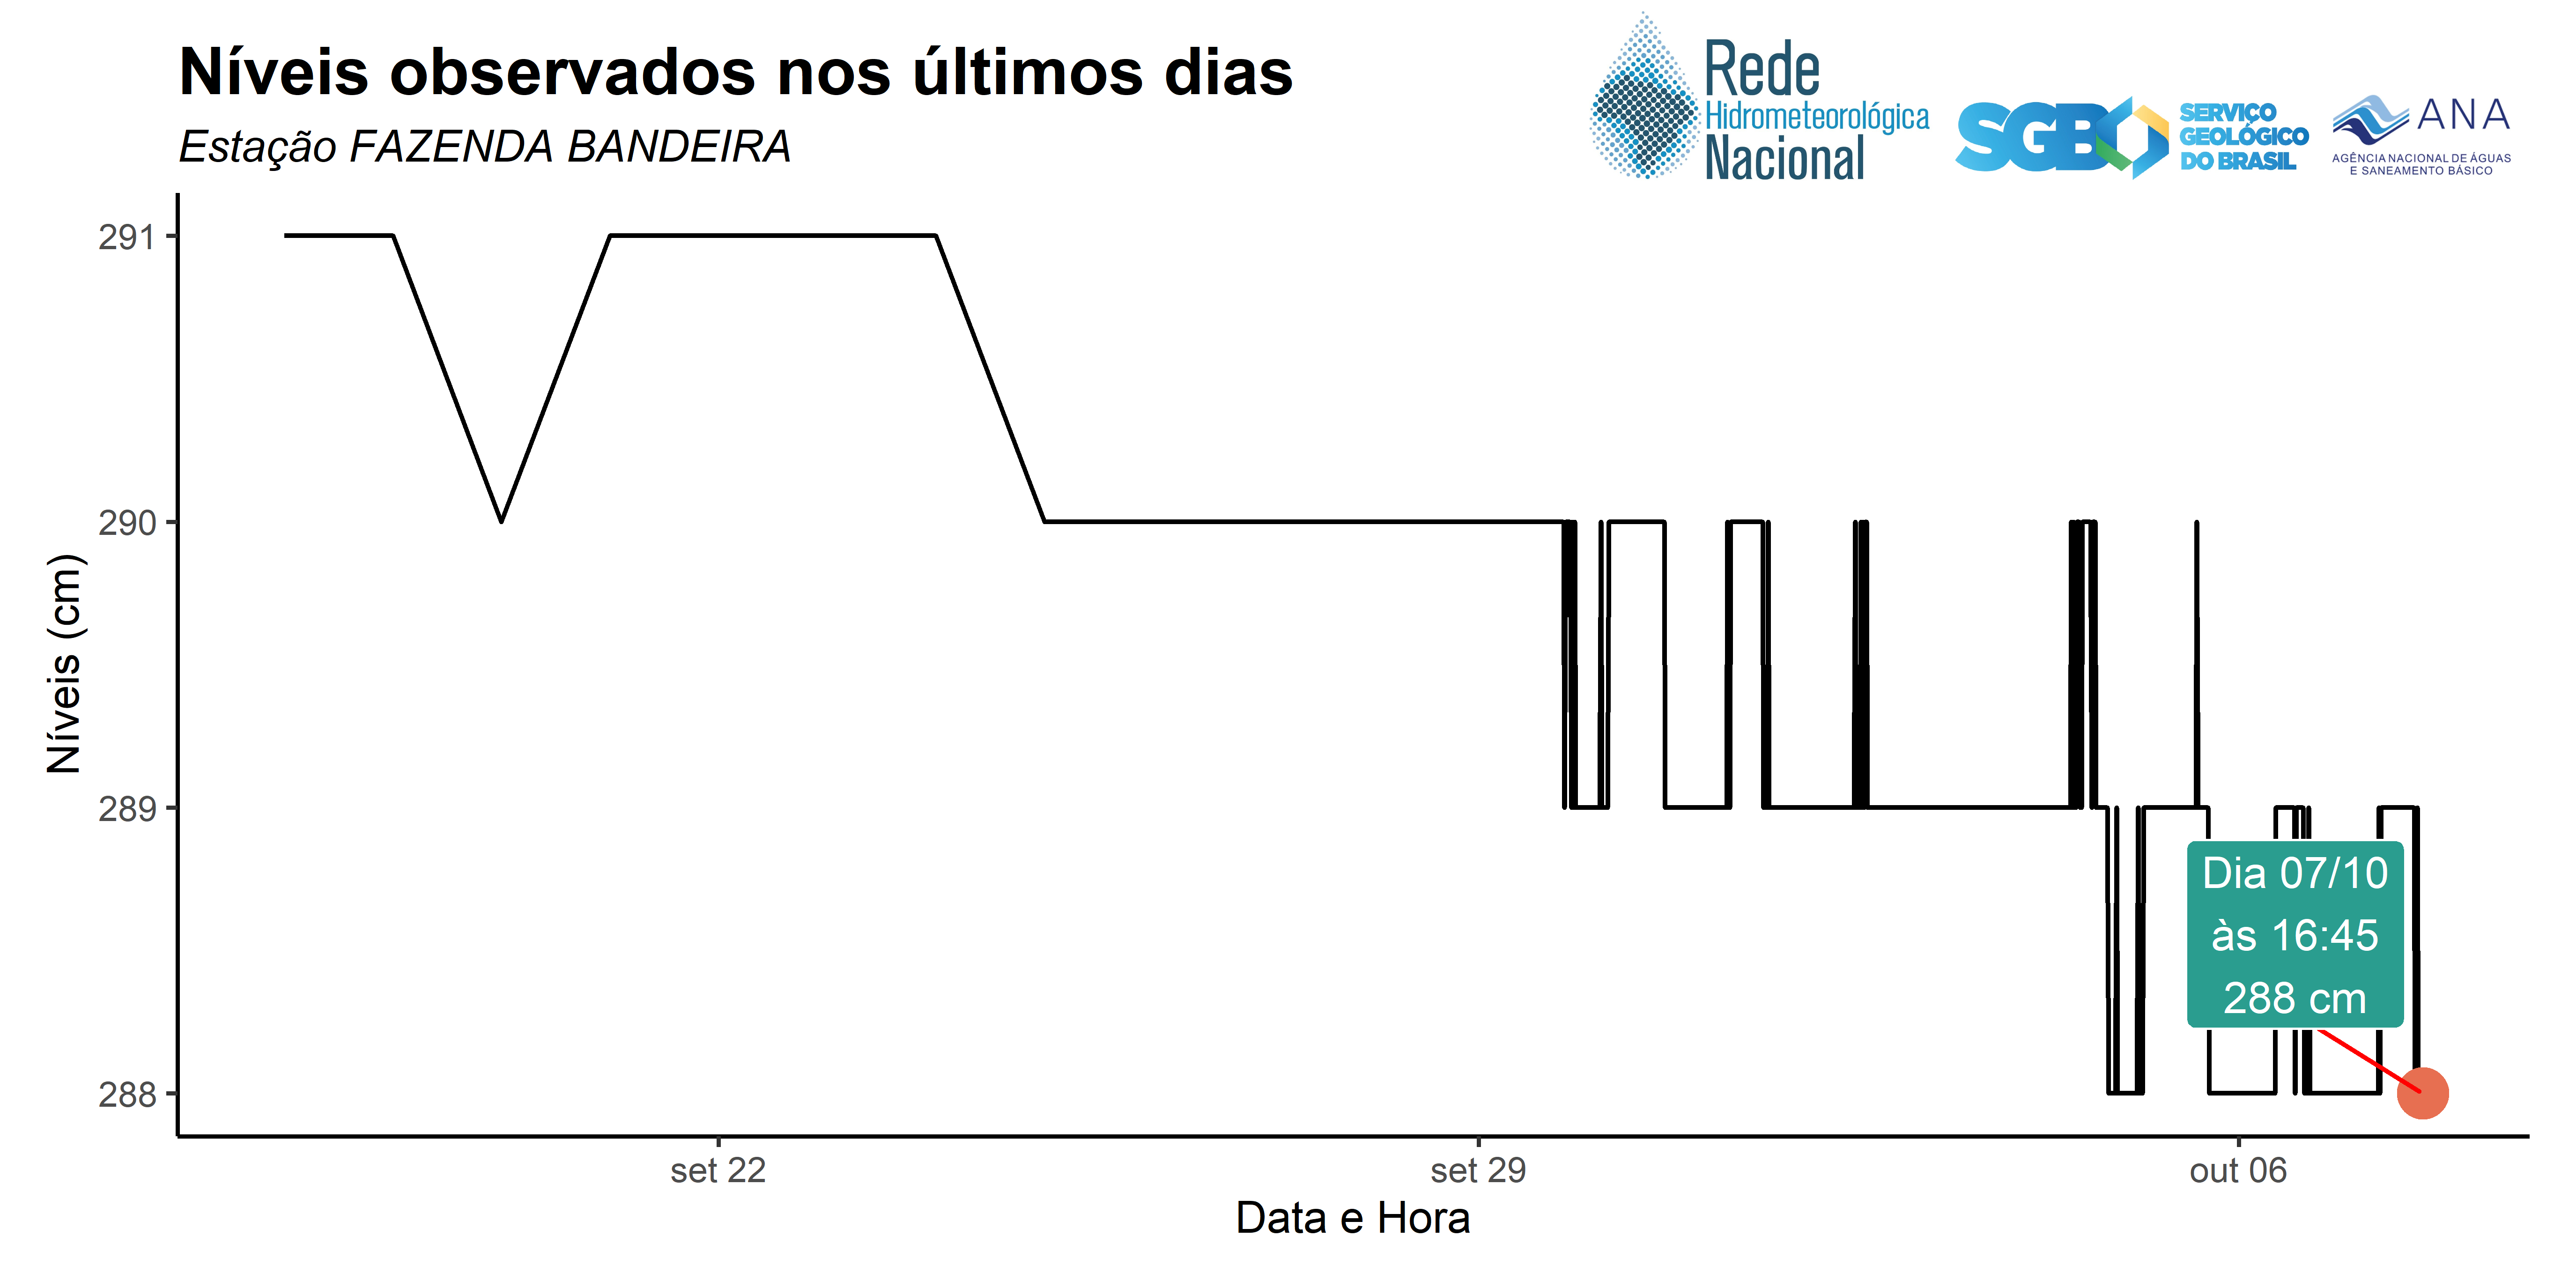 Níveis observados nos últimos dias
Estação FAZENDA BANDEIRA
Rede
Hidrometeorológica
Nacional
SGB
SERVIÇO
GEOLÓGICO
DO BRASIL
ANA
AGÊNCIA NACIONAL DE ÁGUAS
E SANEAMENTO BÁSICO
Níveis (cm)
291
290
289
288
Dia 07/10
às 16:45
288 cm
set 22
set 29
out 06
Data e Hora